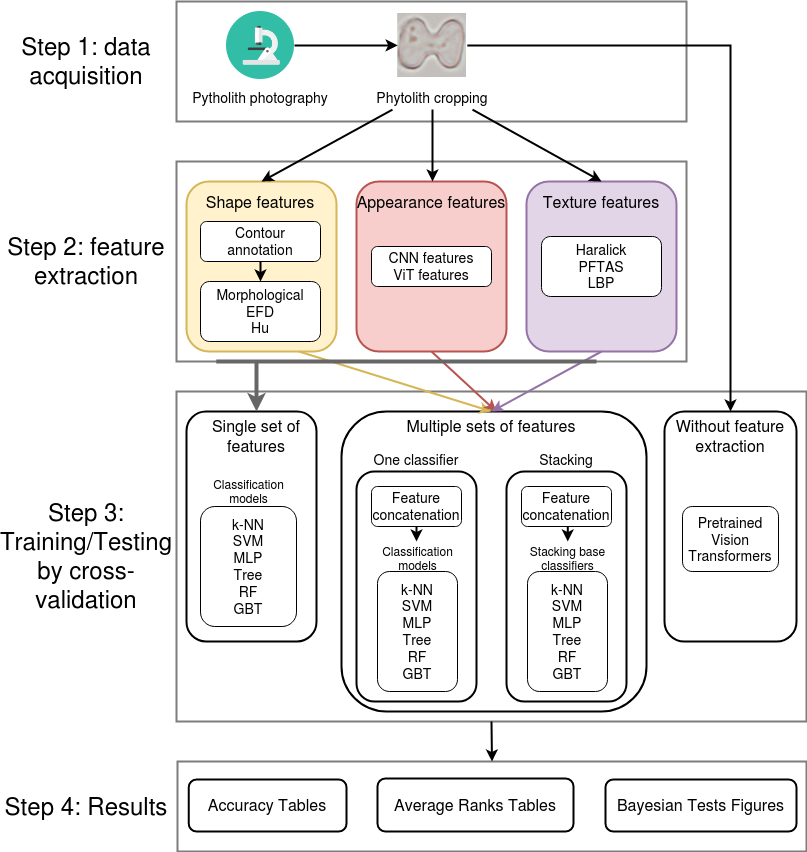 Step 1: data
acquisition
Pytholith photography
Phytolith cropping
Step 2: feature
extraction
Shape features
Contour
annotation
Morphological
EFD
Hu
Appearance features
CNN features
ViT features
Texture features
Haralick
PFTAS
LBP
Step 3:
Training/Testing
by cross-
validation
Single set of
features
Classification
models
k-NN
SVM
MLP
Tree
RF
GBT
Multiple sets of features
One classifier
Feature
concatenation
Classification
models
k-NN
SVM
MLP
Tree
RF
GBT
Stacking
Feature
concatenation
Stacking base
classifiers
k-NN
SVM
MLP
Tree
RF
GBT
Without feature
extraction
Pretrained
Vision
Transformers
Step 4: Results
Accuracy Tables
Average Ranks Tables
Bayesian Tests Figures